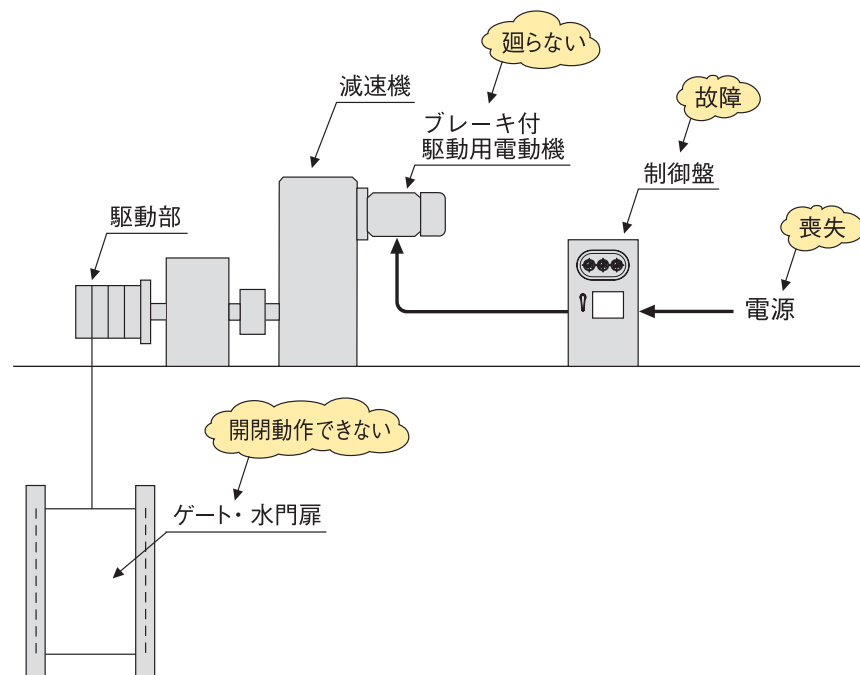 廻らない
減速機
故障
ブレーキ付
駆動用電動機
制御盤
駆動部
喪失
電源
開閉動作できない
ゲート・水門扉